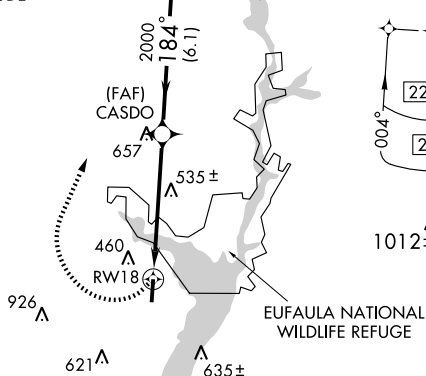 2000
184°
(6.1)
(FAF)
CASDO
657
535 ±
460
RW18
926
621
635 ±
EUFAULA NATIONAL
WILDLIFE REFUGE
004°
22
2
1012